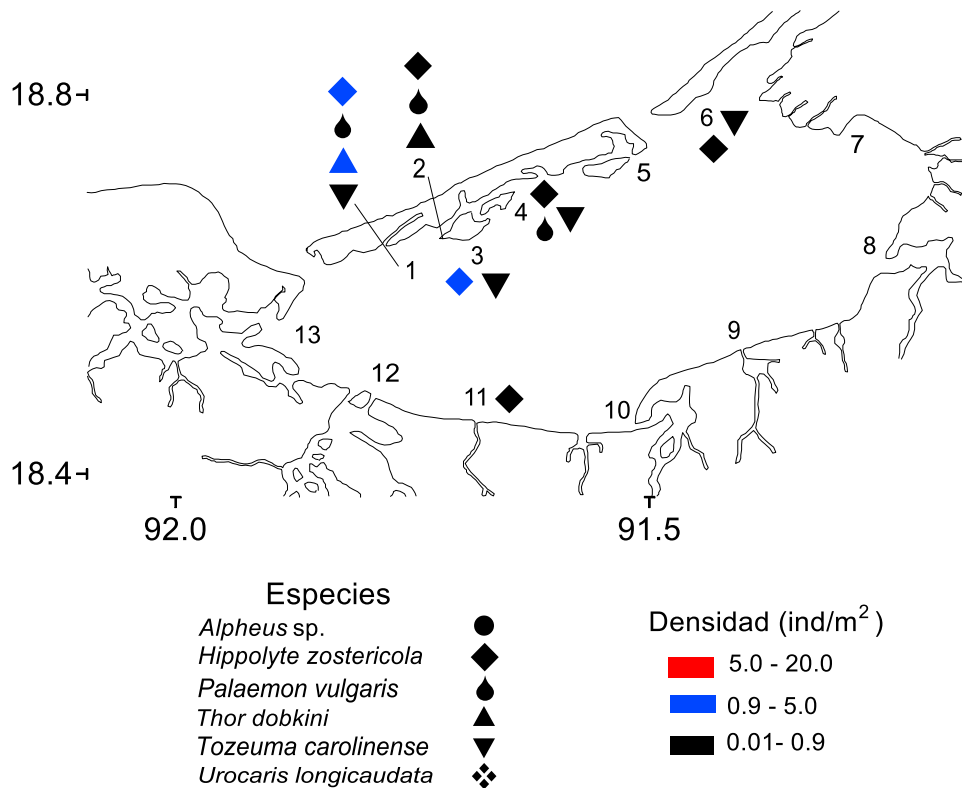 18.8
6
7
2
5
4
8
3
1
13
9
12
11
10
18.4
92.0
91.5
Especies
Alpheus sp.
Hippolyte zostericola
Palaemon vulgaris
Thor dobkini
Tozeuma carolinense
Urocaris longicaudata
Densidad (ind/m²)
5.0 - 20.0
0.9 - 5.0
0.01- 0.9